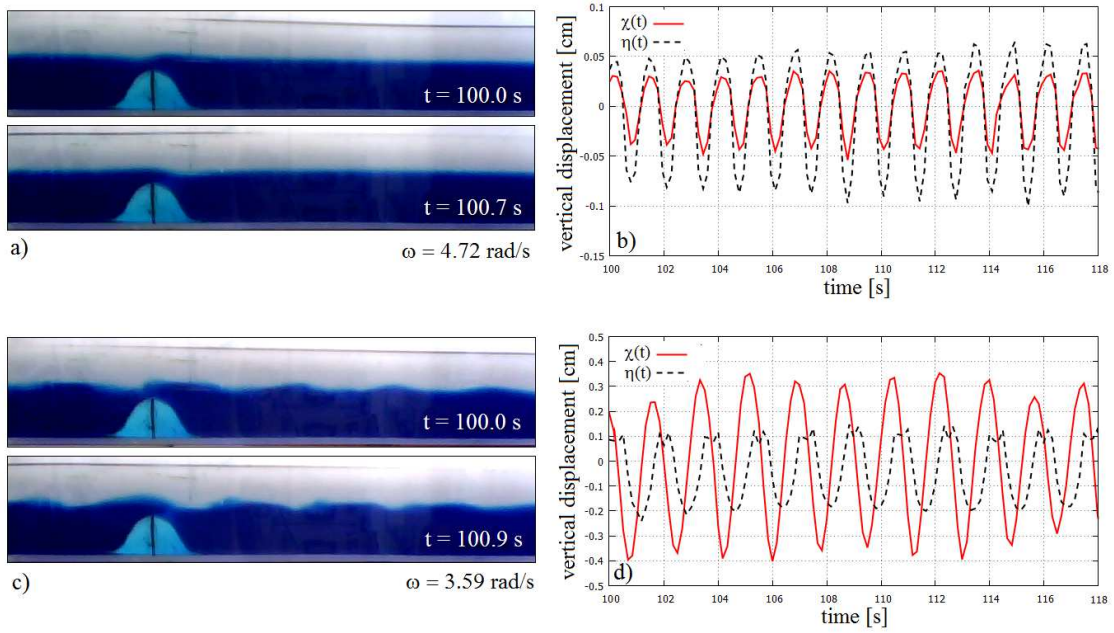 t = 100.0 s
t = 100.7 s
a)
ω = 4.72 rad/s
vertical displacement [cm]
0.1
0.05
0
-0.05
-0.1
-0.15
χ(t)
η(t)
b)
100 102 104 106 108 110 112 114 116 118
time [s]
t = 100.0 s
t = 100.9 s
c)
ω = 3.59 rad/s
vertical displacement [cm]
0.5
0.4
0.3
0.2
0.1
0
-0.1
-0.2
-0.3
-0.4
-0.5
χ(t)
η(t)
d)
100 102 104 106 108 110 112 114 116 118
time [s]